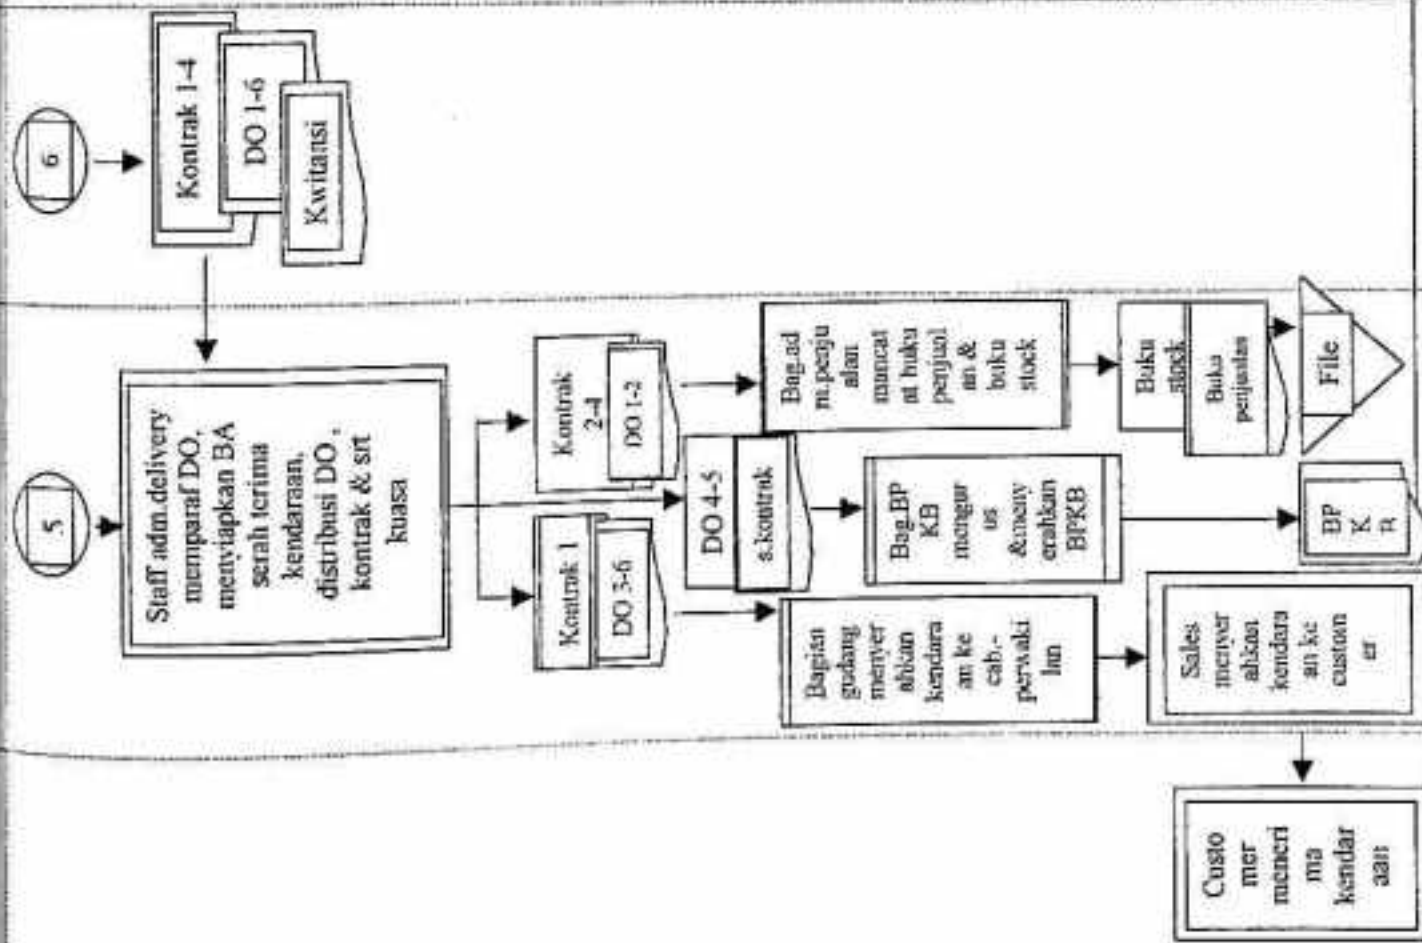 6
Kontrak 1-4
DO 1-6
Kwitansi
5
Staff adm.delivery
memparaf DO,
menyiapkan BA
serah terima
kendaraan,
distribusi DO ,
kontrak & srt
kuasa
Kontrak
2-4
DO 1-2
DO 4-5
s.kontrak
Kontrak 1
DO 3-6
Bag.ad
m.penju
alan
mencat
at buku
penjual
an &
buku
stock
Bag.BP
KB
mengur
us
&meny
erahkan
BPKB
Bagian
gudang
menyer
ahkan
kendara
an ke
cab.-
perwaki
lan
Buku
stock
Buku
penjualan
File
BP
K
B
Sales
menyer
ahkan
kendara
an ke
custom
er
Custo
mer
meneri
ma
kendar
aan